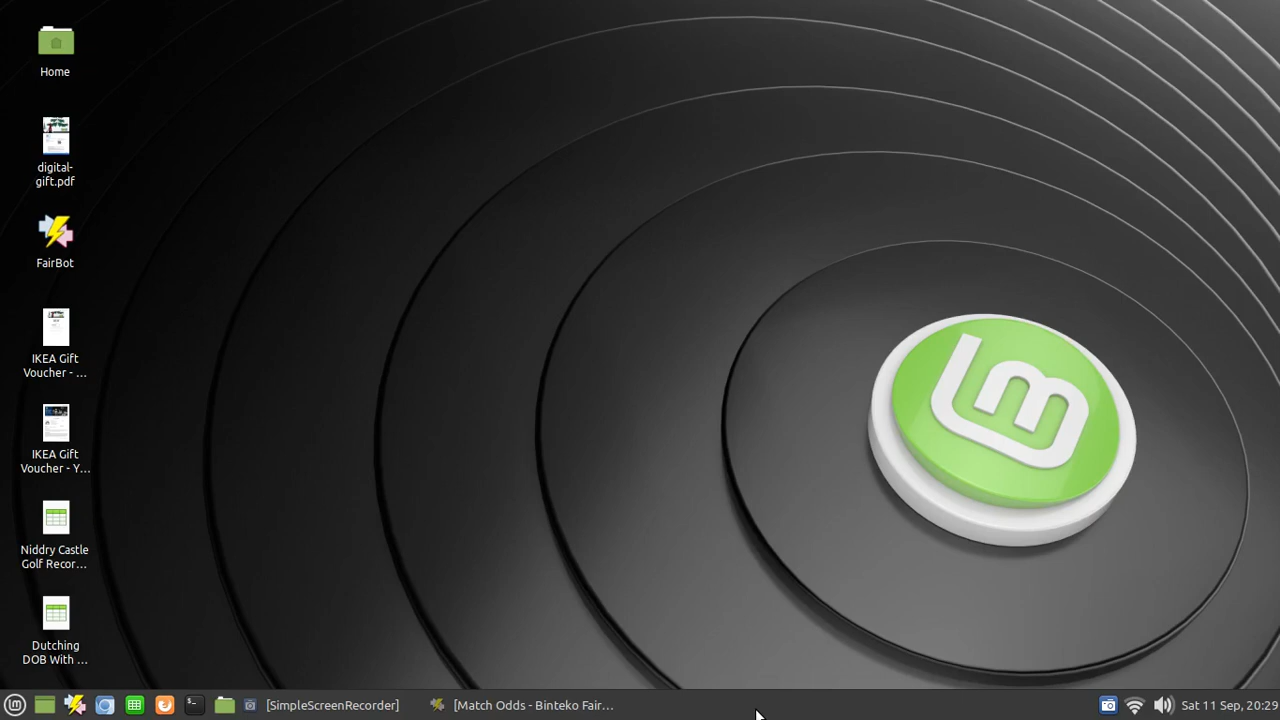 Home
digital-
gift.pdf
FairBot
IKEA Gift
Voucher - ...
IKEA Gift
Voucher - Y...
Niddry Castle
Golf Recor...
Dutching
DOB With ...
[SimpleScreenRecorder]
[Match Odds - Binteko Fair...
Sat 11 Sep, 20:29